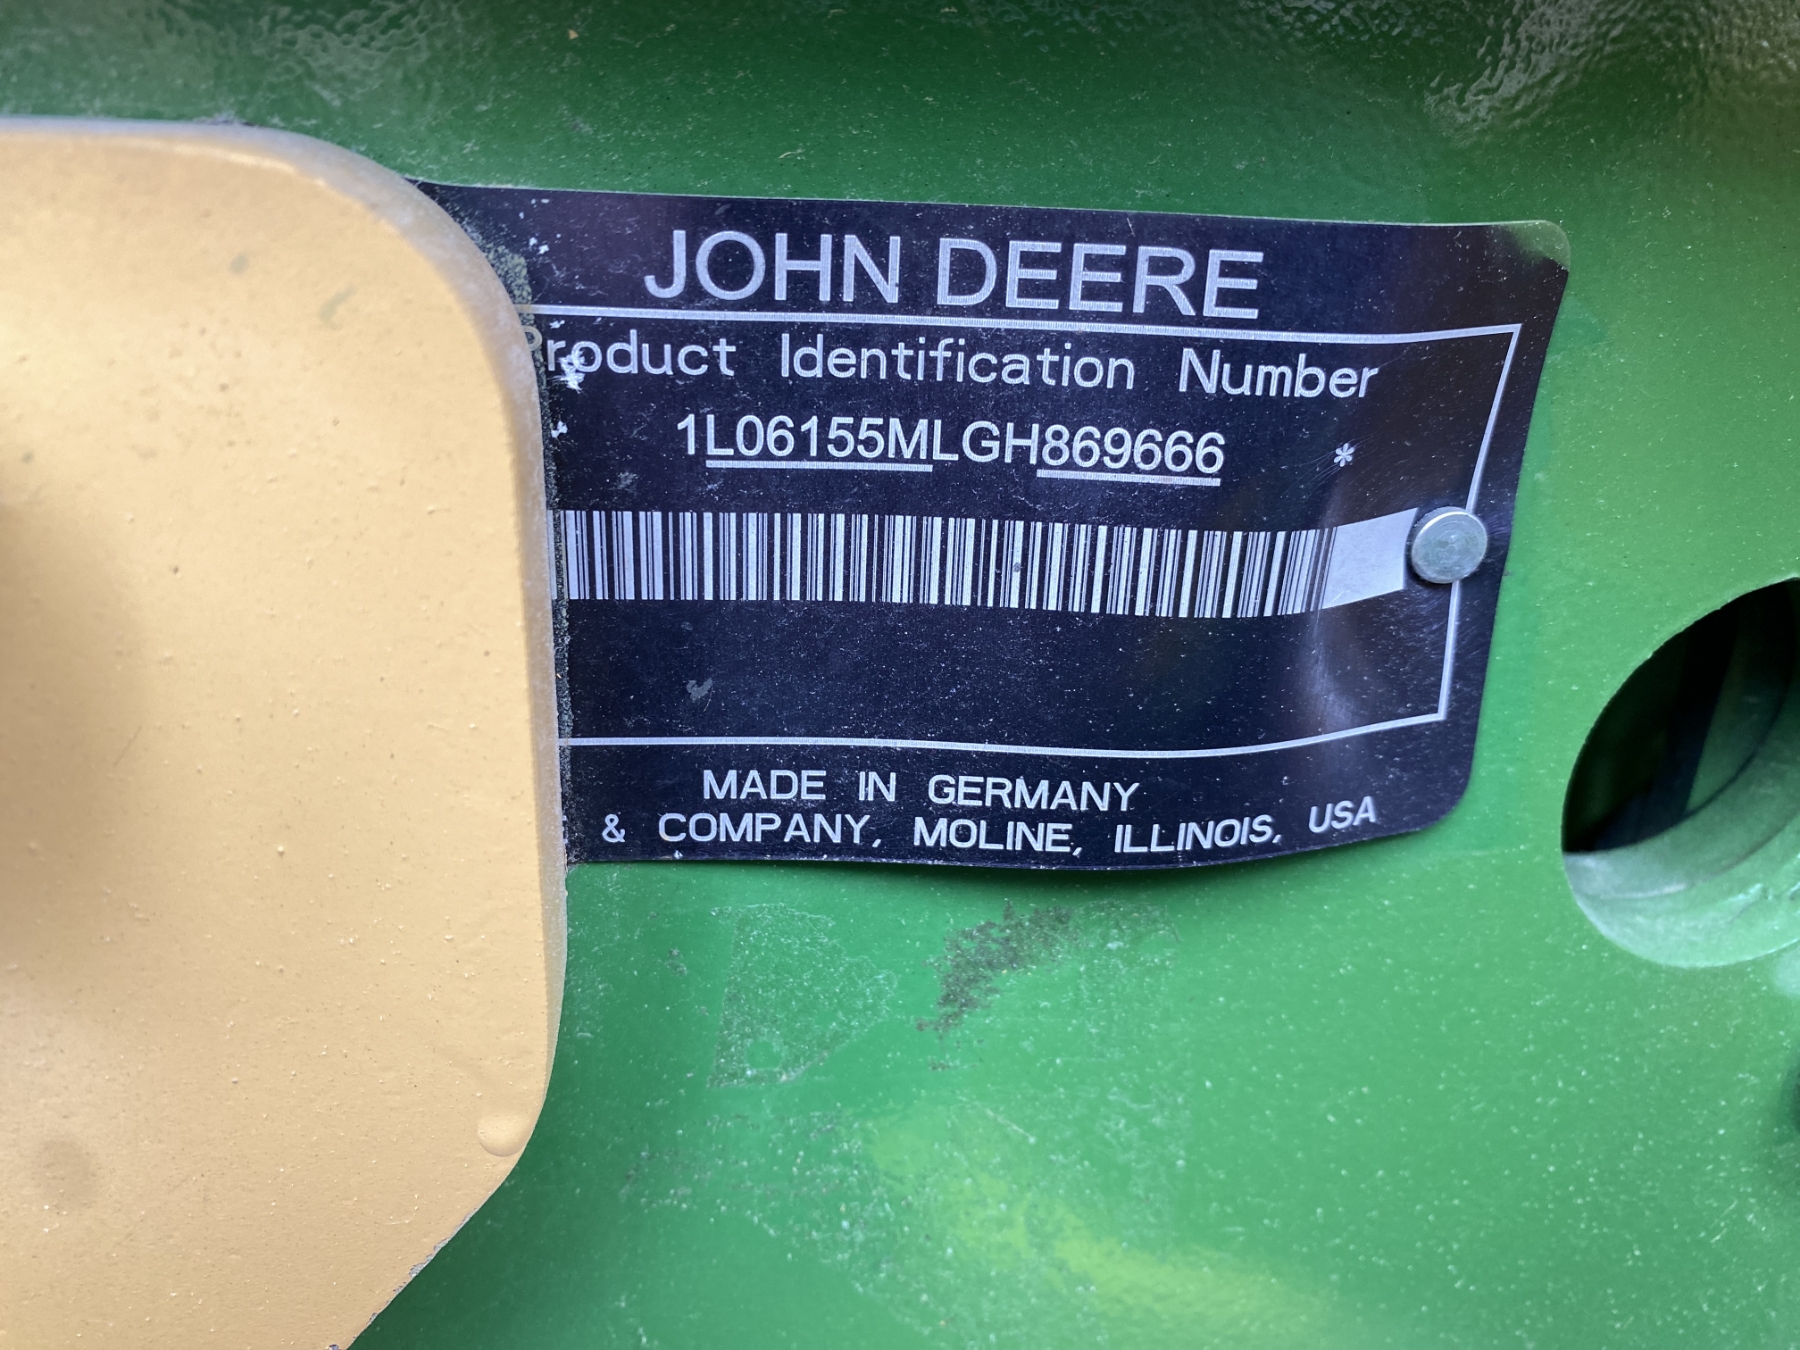 JOHN DEERE
Product Identification Number
1L06155MLGH869666 *
MADE IN GERMANY
& COMPANY, MOLINE, ILLINOIS, USA